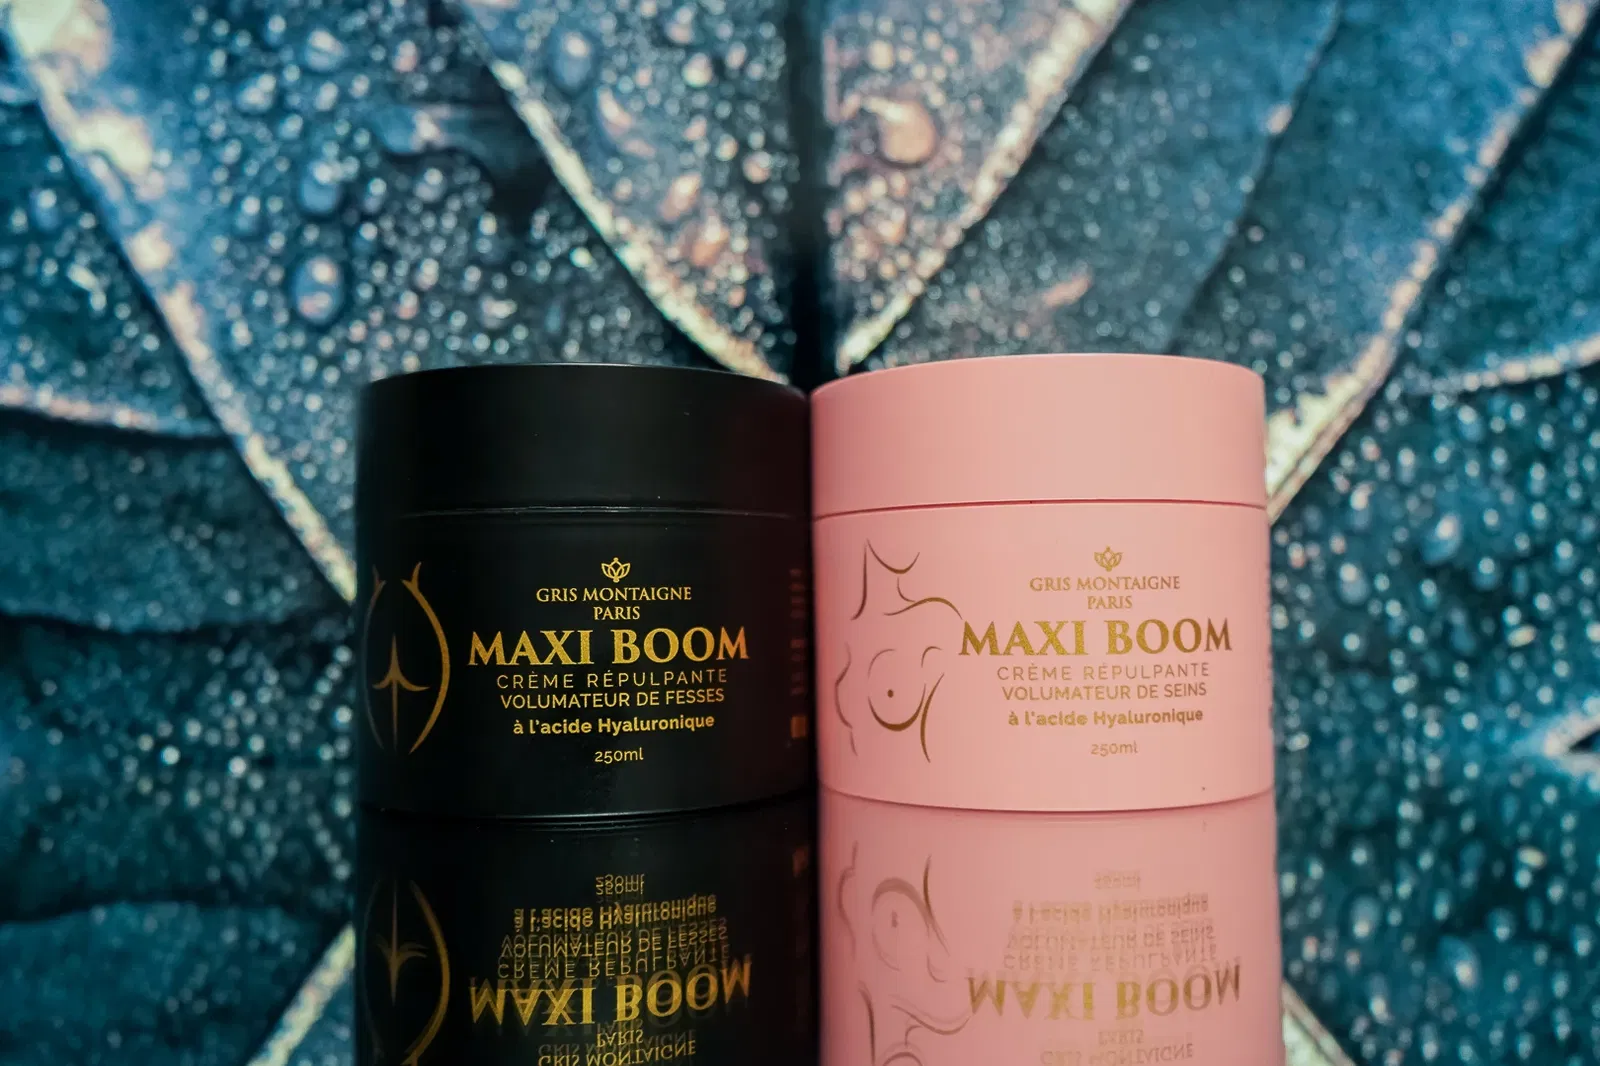 GRIS MONTAIGNE
PARIS
MAXI BOOM
CRÈME RÉPULPANTE
VOLUMATEUR DE FESSES
à l'acide Hyaluronique
250ml
GRIS MONTAIGNE
PARIS
MAXI BOOM
CRÈME RÉPULPANTE
VOLUMATEUR DE SEINS
à l'acide Hyaluronique
250ml